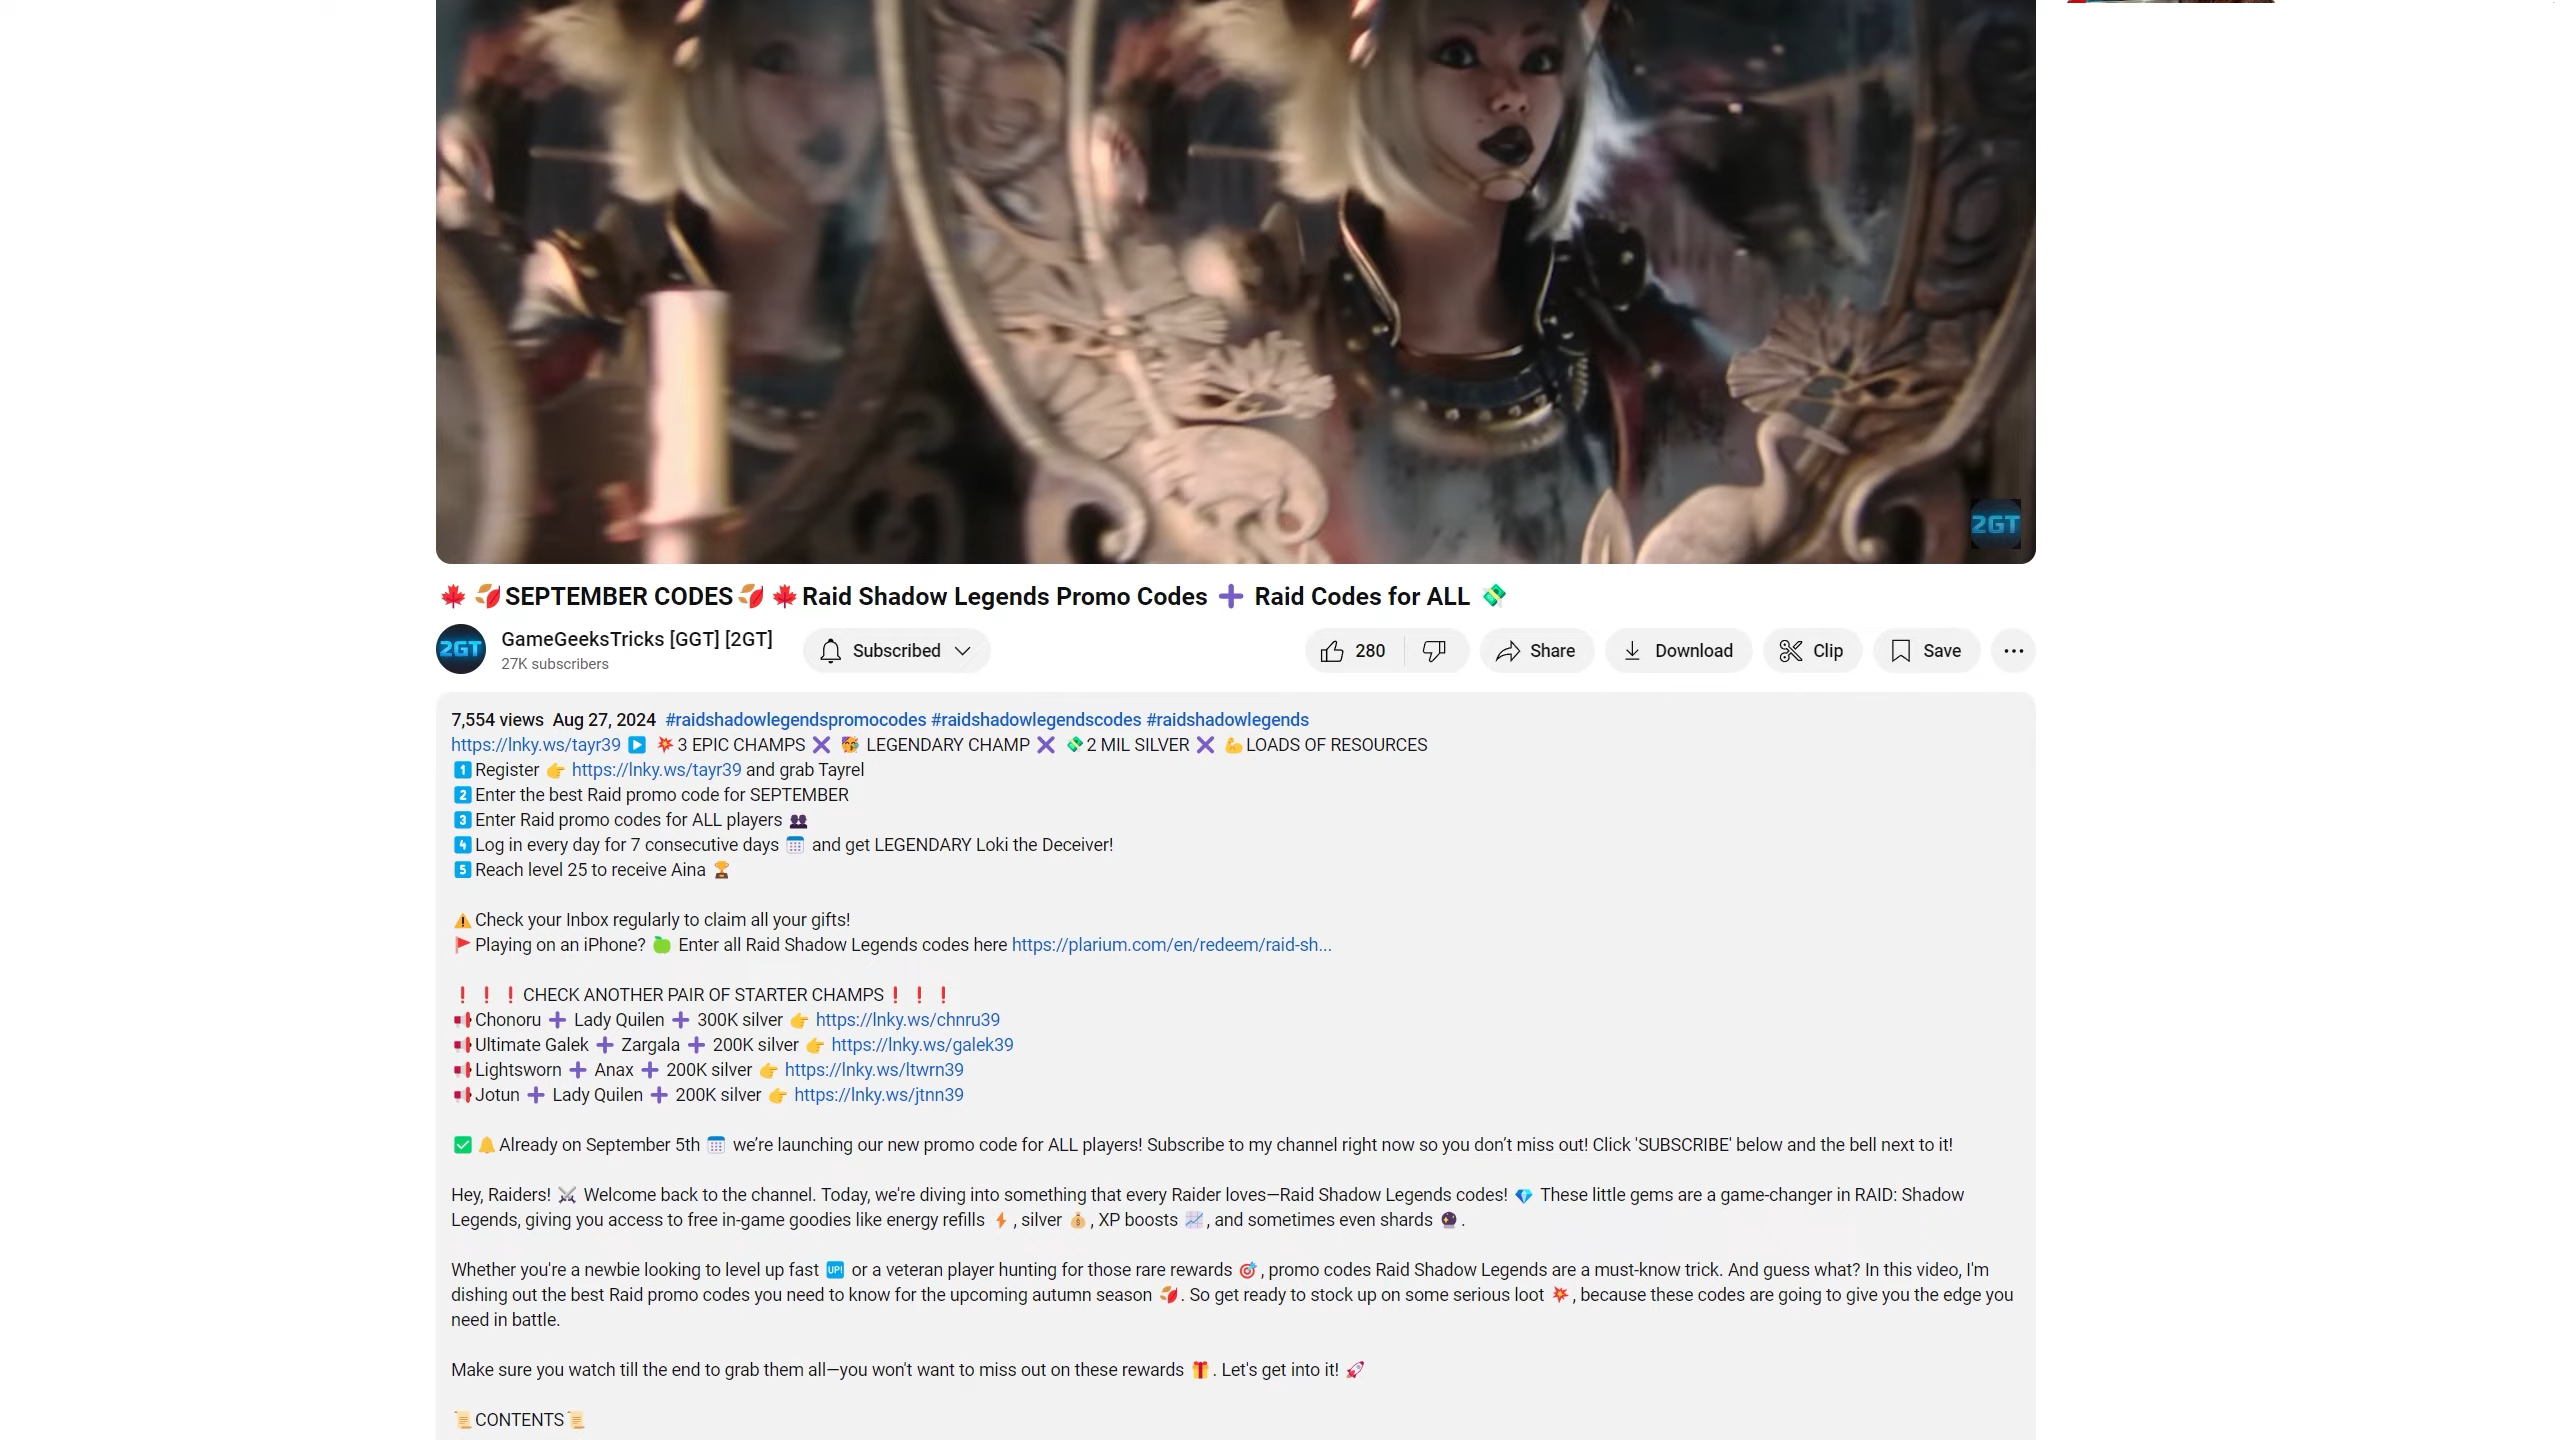 2GT
🍁 🍂SEPTEMBER CODES🍂 🍁Raid Shadow Legends Promo Codes ➕ Raid Codes for ALL 💸
2GT
GameGeeksTricks [GGT] [2GT]
27K subscribers
Subscribed
280
Share
Download
Clip
Save
7,554 views  Aug 27, 2024  #raidshadowlegendspromocodes #raidshadowlegendscodes #raidshadowlegends
https://lnky.ws/tayr39 ▶️ 💥3 EPIC CHAMPS ❌ 🥳 LEGENDARY CHAMP ❌ 💸2 MIL SILVER ❌ 💪LOADS OF RESOURCES
1️⃣Register 👉 https://lnky.ws/tayr39 and grab Tayrel
2️⃣Enter the best Raid promo code for SEPTEMBER
3️⃣Enter Raid promo codes for ALL players 👥
4️⃣Log in every day for 7 consecutive days 🗓️ and get LEGENDARY Loki the Deceiver!
5️⃣Reach level 25 to receive Aina 🏆
⚠️Check your Inbox regularly to claim all your gifts!
🚩Playing on an iPhone? 🍏 Enter all Raid Shadow Legends codes here https://plarium.com/en/redeem/raid-sh...
❗ ❗ ❗CHECK ANOTHER PAIR OF STARTER CHAMPS❗ ❗ ❗
📢Chonoru ➕ Lady Quilen ➕ 300K silver 👉 https://lnky.ws/chnru39
📢Ultimate Galek ➕ Zargala ➕ 200K silver 👉 https://lnky.ws/galek39
📢Lightsworn ➕ Anax ➕ 200K silver 👉 https://lnky.ws/ltwrn39
📢Jotun ➕ Lady Quilen ➕ 200K silver 👉 https://lnky.ws/jtnn39
✅ 🔔Already on September 5th 🗓️ we’re launching our new promo code for ALL players! Subscribe to my channel right now so you don’t miss out! Click 'SUBSCRIBE' below and the bell next to it!
Hey, Raiders! ⚔️ Welcome back to the channel. Today, we're diving into something that every Raider loves—Raid Shadow Legends codes! 💎 These little gems are a game-changer in RAID: Shadow
Legends, giving you access to free in-game goodies like energy refills ⚡, silver 💰, XP boosts 📈, and sometimes even shards 🔮.
Whether you're a newbie looking to level up fast 🆙 or a veteran player hunting for those rare rewards 🎯, promo codes Raid Shadow Legends are a must-know trick. And guess what? In this video, I'm
dishing out the best Raid promo codes you need to know for the upcoming autumn season 🍂. So get ready to stock up on some serious loot 💥, because these codes are going to give you the edge you
need in battle.
Make sure you watch till the end to grab them all—you won't want to miss out on these rewards 🎁. Let's get into it! 🚀
📜CONTENTS📜